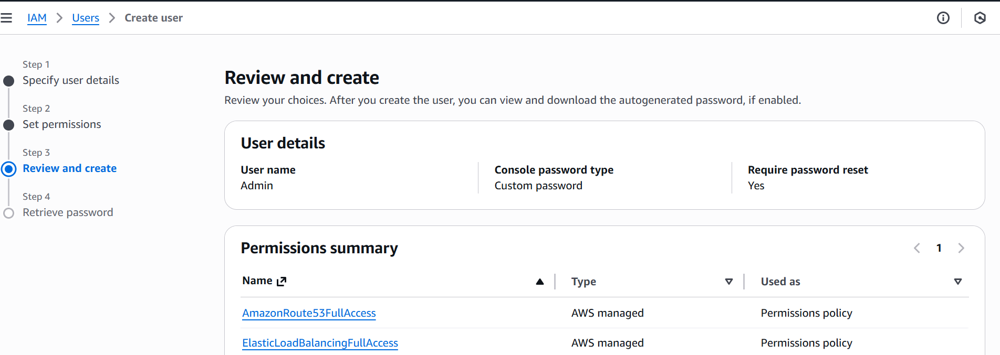 IAM > Users > Create user
Step 1
Specify user details
Step 2
Set permissions
Step 3
Review and create
Step 4
Retrieve password
Review and create
Review your choices. After you create the user, you can view and download the autogenerated password, if enabled.
User details
User name
Admin
Console password type
Custom password
Require password reset
Yes
Permissions summary
1
Name Type Used as
AmazonRoute53FullAccess AWS managed Permissions policy
ElasticLoadBalancingFullAccess AWS managed Permissions policy